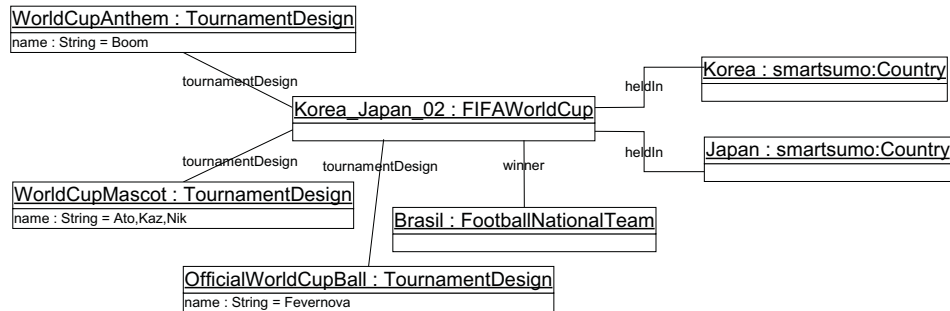 WorldCupAnthem : TournamentDesign
name : String = Boom
tournamentDesign
Korea : smartsumo:Country
heldIn
Korea_Japan_02 : FIFAWorldCup
heldIn
Japan : smartsumo:Country
tournamentDesign
tournamentDesign
winner
WorldCupMascot : TournamentDesign
name : String = Ato,Kaz,Nik
Brasil : FootballNationalTeam
OfficialWorldCupBall : TournamentDesign
name : String = Fevernova